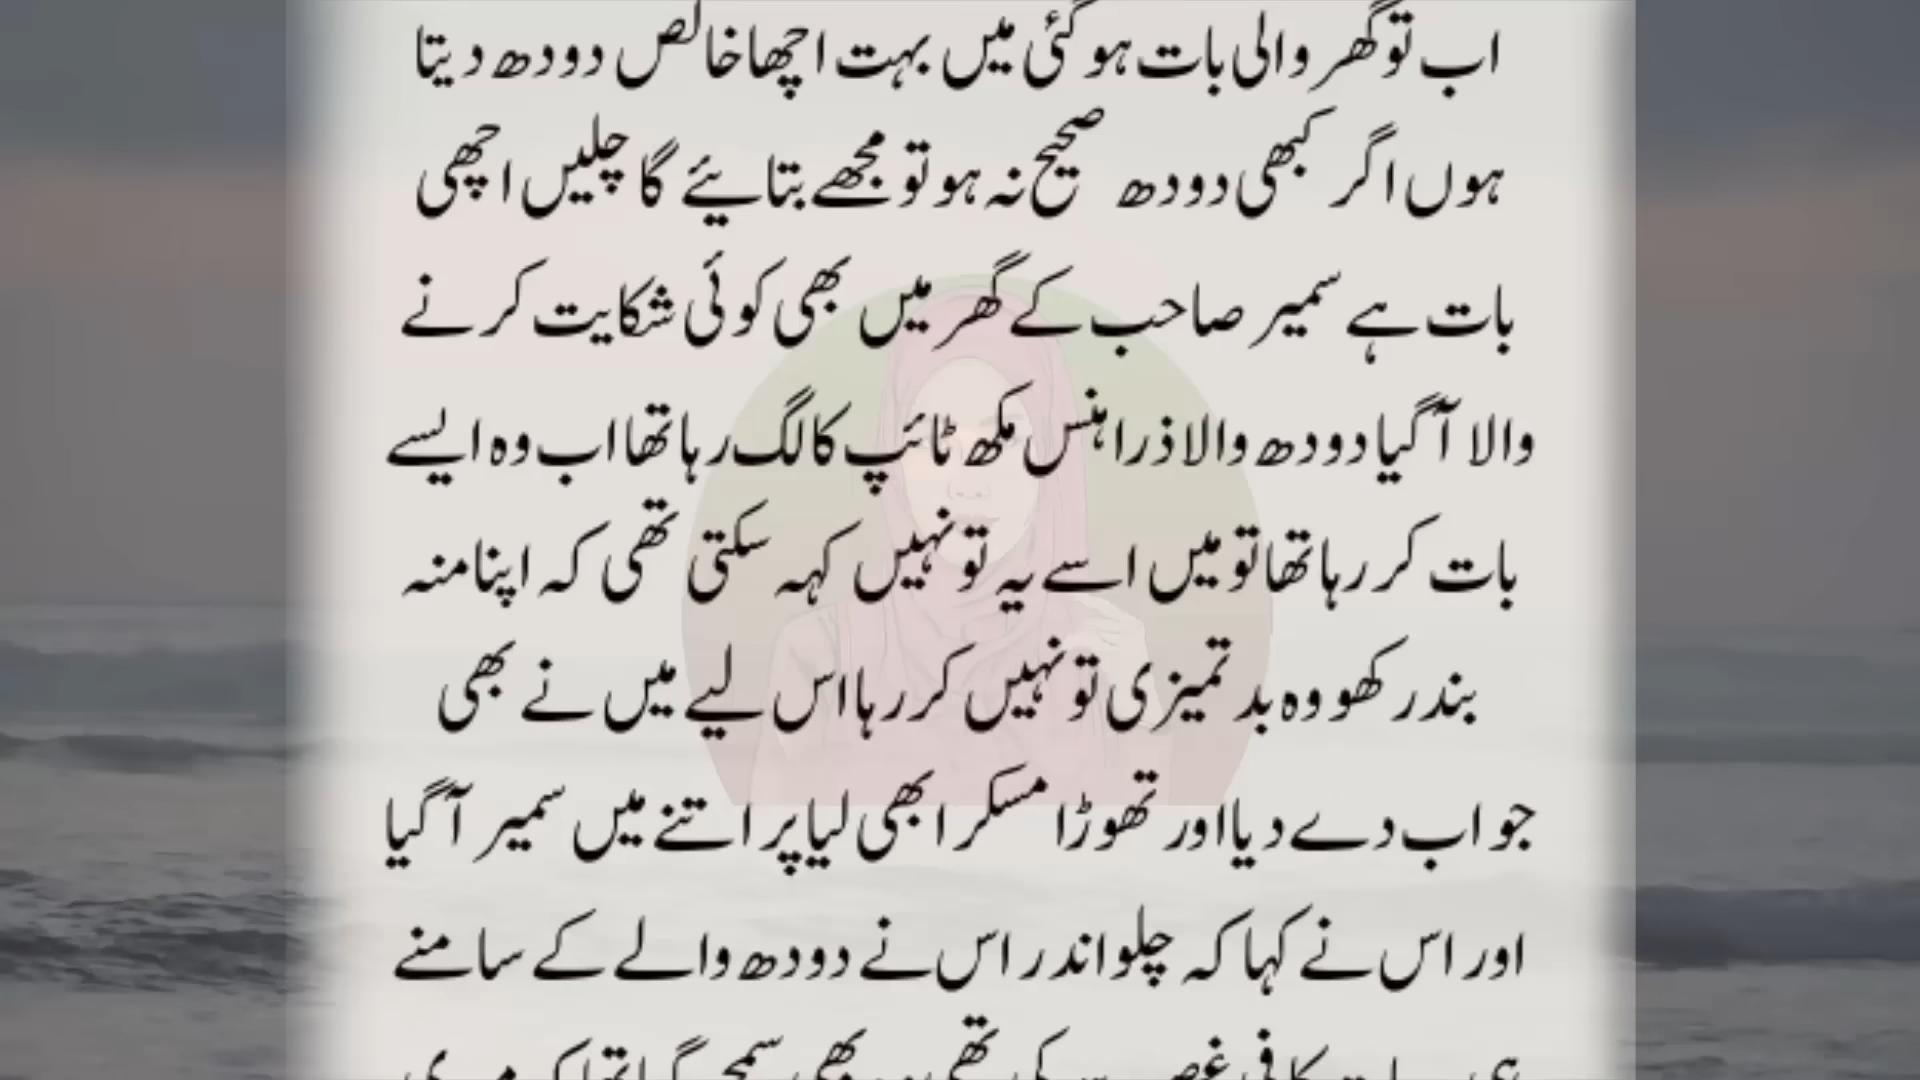 اب تو گھر والی بات ہو گئی میں بہت اچھا خالص دودھ دیتا
ہوں اگر کبھی دودھ صحیح نہ ہو تو مجھے بتایئے گا چلیں اچھی
بات ہے سمیر صاحب کے گھر میں بھی کوئی شکایت کرنے
والا آگیا دودھ والا ذرا ہنس مکھ ٹائپ کا لگ رہا تھا اب وہ ایسے
بات کر رہا تھا تو میں اسے یہ تو نہیں کہہ سکتی تھی کہ اپنا منہ
بند رکھو وہ بد تمیزی تو نہیں کر رہا اس لیے میں نے بھی
جواب دے دیا اور تھوڑا مسکرا بھی لیا پر اتنے میں سمیر آگیا
اور اس نے کہا کہ چلو اندر اس نے دودھ والے کے سامنے